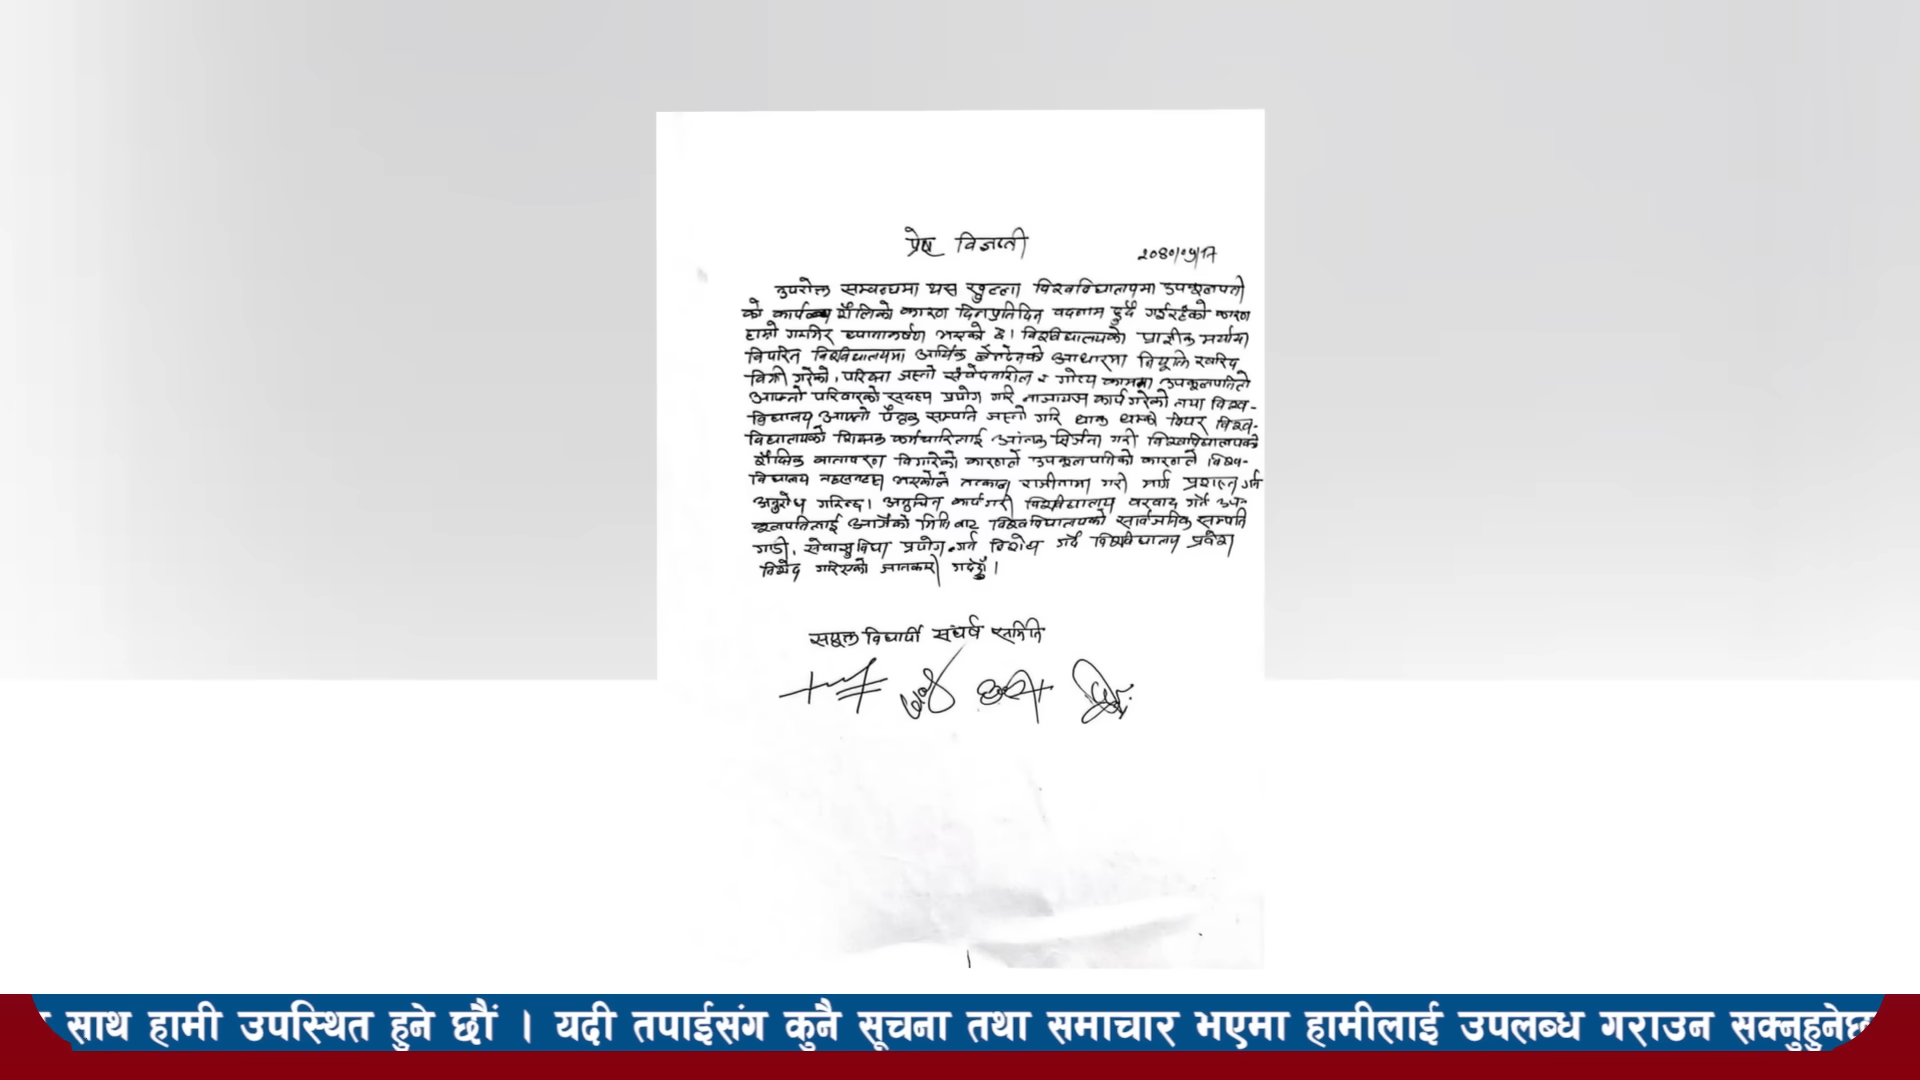 प्रेस विज्ञप्ती
२०८०/०९/१७
उपरोक्त सम्बन्धमा यस विश्वविद्यालयमा उपकुलपती
को कार्य शैलिको कारण दिनप्रतिदिन बदनाम हुदै गईरहेको कारण
हाम्रो गम्भिर ध्यानाकर्षण भएको छ। विश्वविद्यालयको प्राज्ञीक मर्यादा
विपरित विश्वविद्यालयमा आर्थिक लेनदेनको आधारमा नियूक्ति खरिद
विक्री गरेको, परिक्षा जस्तो संवेदनशिल र गोप्य काममा उपकुलपतिले
आफ्नो परिवारको सदस्य प्रयोग गरि नाजायज कार्य गरेको तथा विश्व-
विद्यालय आफ्नो पैतृक सम्पति जस्तो गरि धाक धम्की दिएर विश्व-
विद्यालयको शिक्षक कर्मचारिलाई आंतक सिर्जना गरी विश्वविद्यालयको
शैक्षिक वातावरण विगारेको कारणले उपकुलपतिको कारणले विश्व-
विद्यालय तहसनहस भएकोले तत्काल राजीनामा गरी मार्ग प्रशस्त गर्न
अनुरोध गरिन्छ। अनुचित कार्य गरी विश्वविद्यालय बरवाद गर्ने उप-
कुलपतिलाई आजैको मिति बाट विश्वविद्यालयको सार्वजनिक सम्पति
गाडी, सेवासुविधा प्रयोग गर्न निशेध गर्दै विश्वविद्यालय प्रवेश
निषेध गरिएको जानकारी गर्दछौं।
संयुक्त विद्यार्थी संघर्ष समिति
साथ हामी उपस्थित हुने छौं । यदी तपाईसंग कुनै सूचना तथा समाचार भएमा हामीलाई उपलब्ध गराउन सक्नुहुनेछ